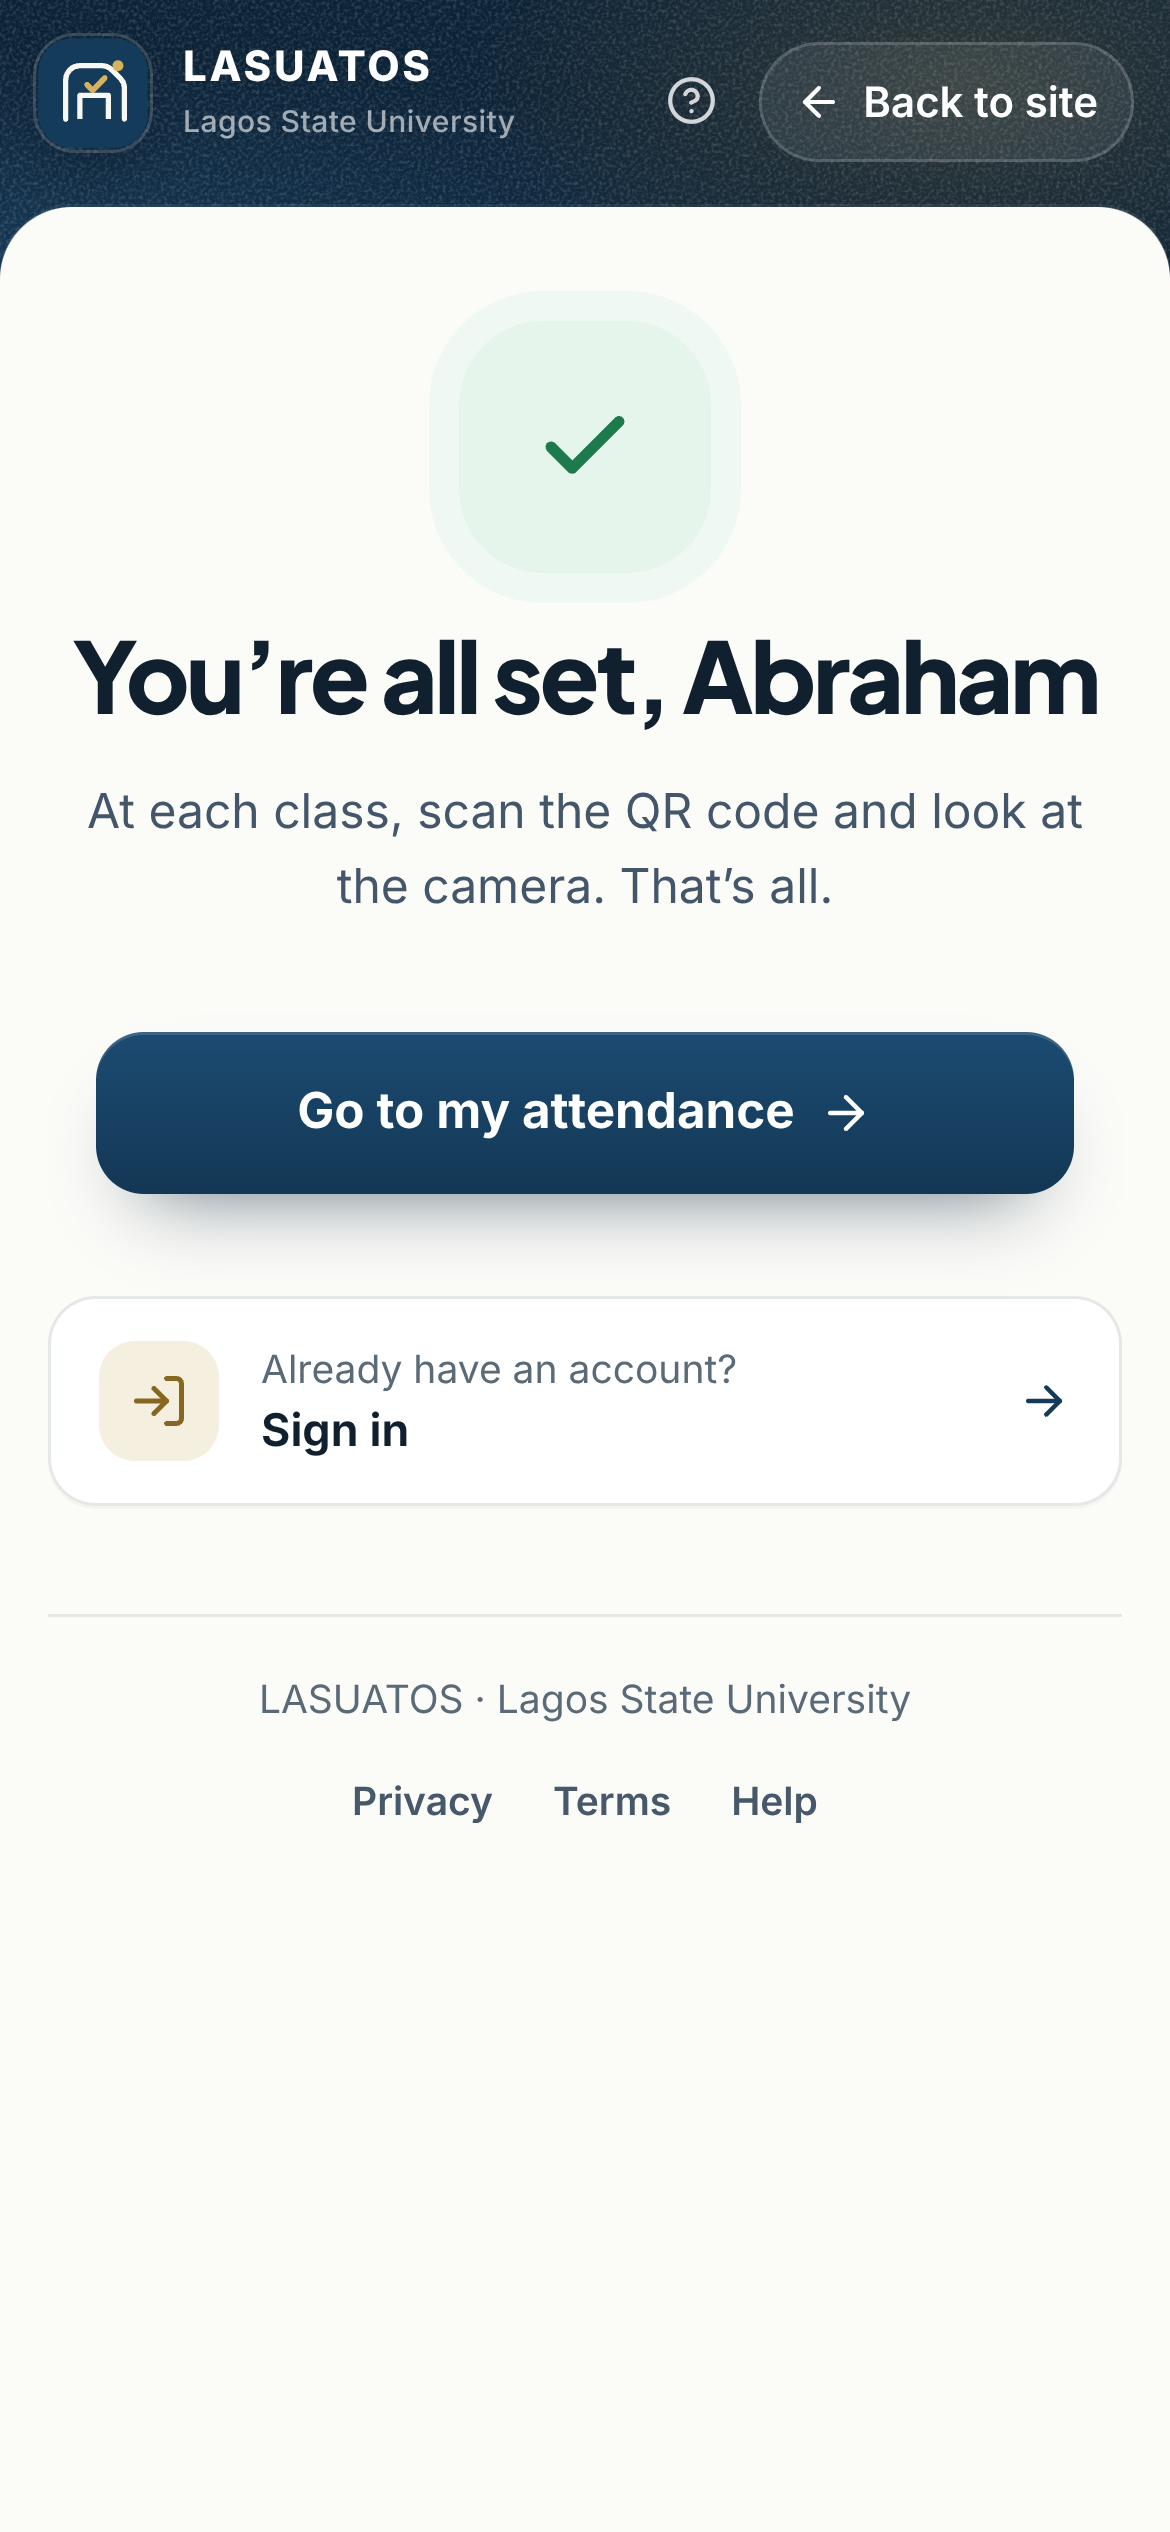 LASUATOS
Lagos State University
Back to site
You’re all set, Abraham
At each class, scan the QR code and look at
the camera. That’s all.
Go to my attendance
Already have an account?
Sign in
LASUATOS · Lagos State University
Privacy Terms Help